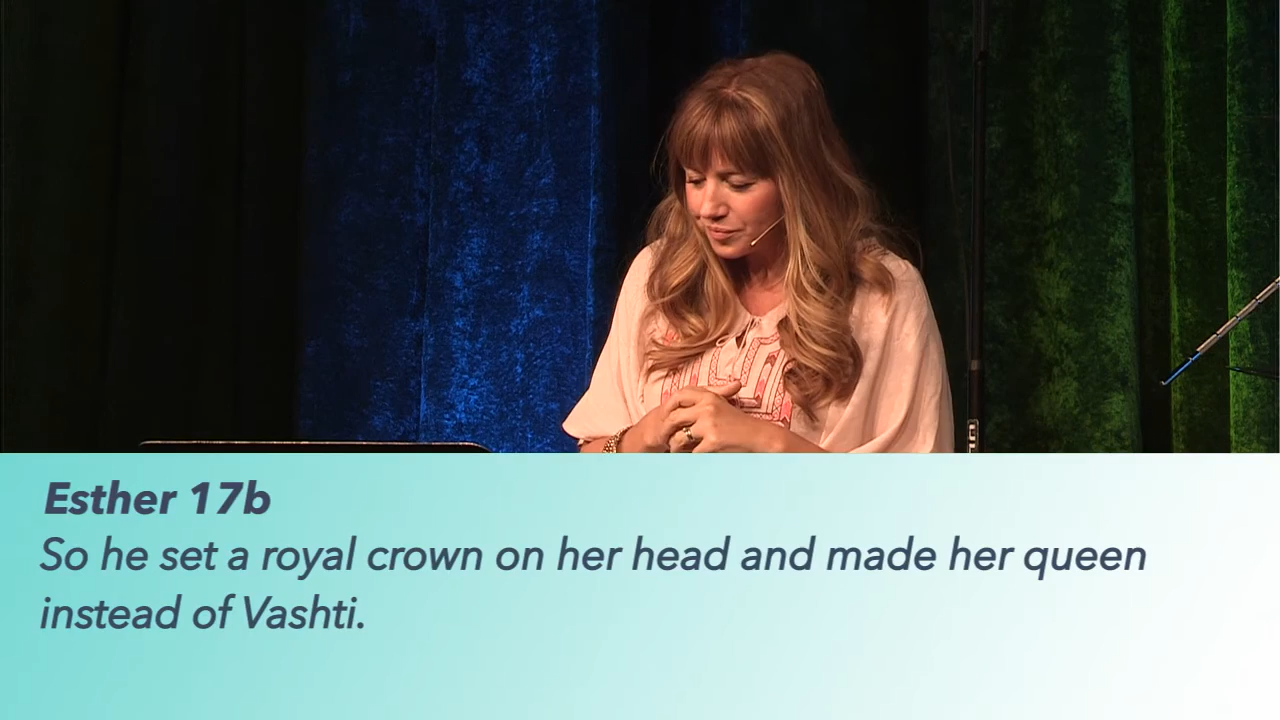 Esther 17b
So he set a royal crown on her head and made her queen
instead of Vashti.